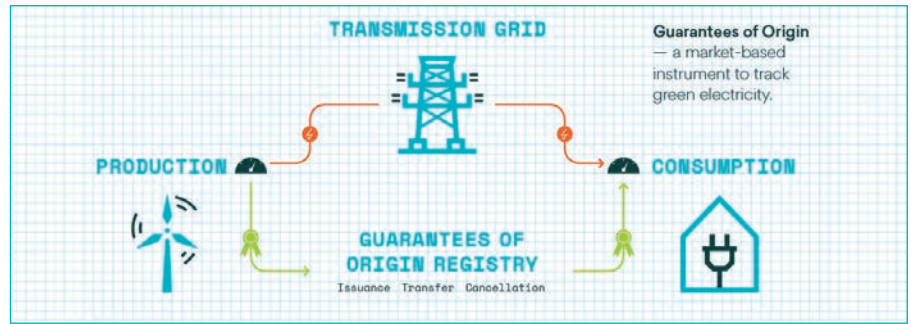 TRANSMISSION GRID
Guarantees of Origin
— a market-based
instrument to track
green electricity.
PRODUCTION
CONSUMPTION
GUARANTEES OF
ORIGIN REGISTRY
Issuance Transfer Cancellation